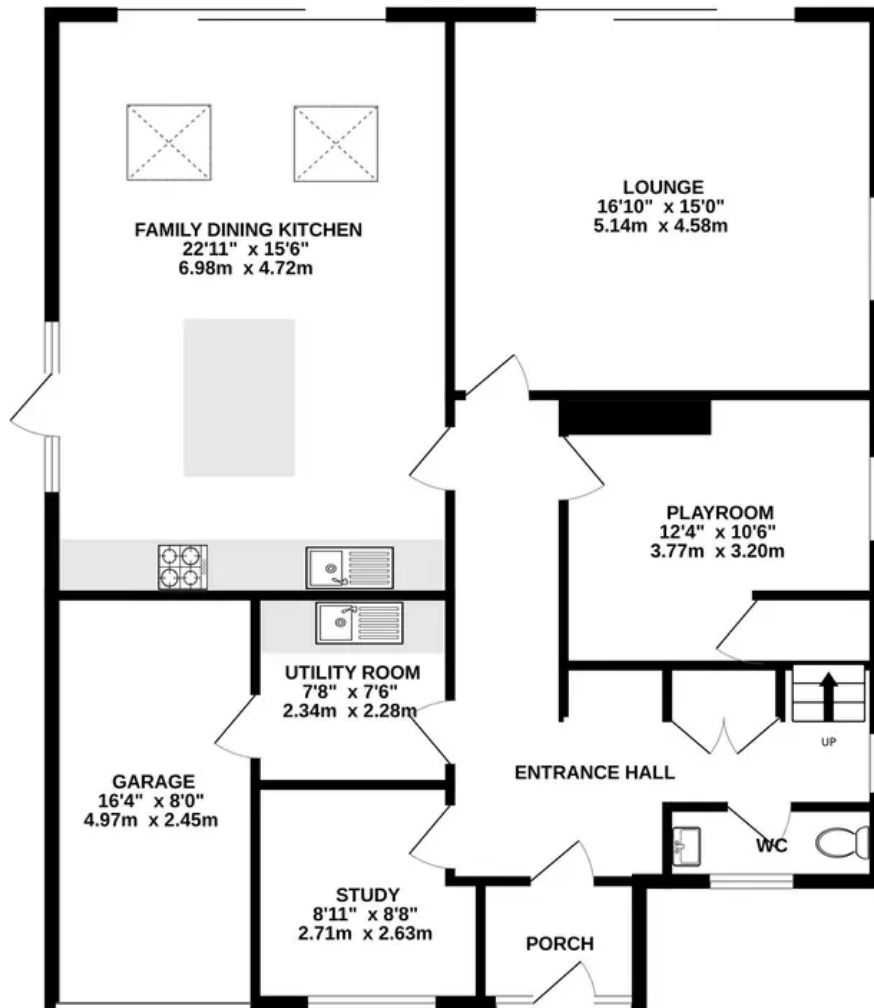 LOUNGE
16'10" x 15'0"
5.14m x 4.58m
FAMILY DINING KITCHEN
22'11" x 15'6"
6.98m x 4.72m
PLAYROOM
12'4" x 10'6"
3.77m x 3.20m
UTILITY ROOM
7'8" x 7'6"
2.34m x 2.28m
UP
ENTRANCE HALL
GARAGE
16'4" x 8'0"
4.97m x 2.45m
WC
STUDY
8'11" x 8'8"
2.71m x 2.63m
PORCH